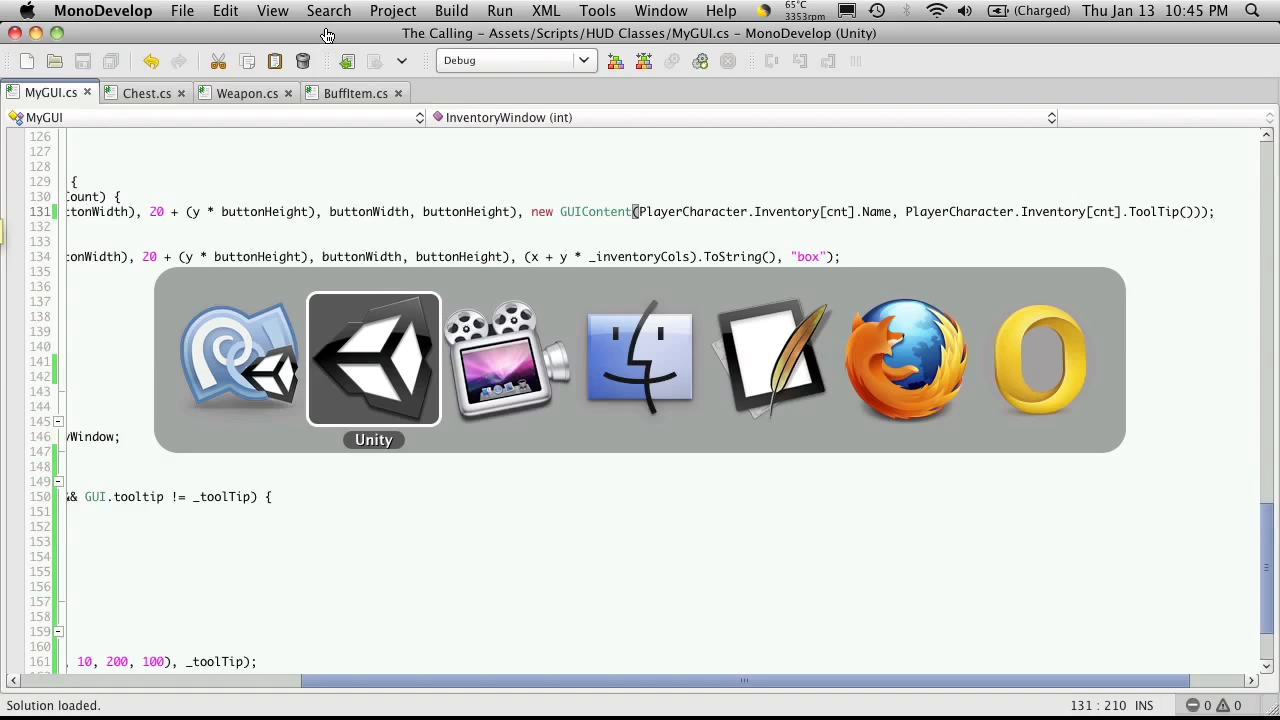 MonoDevelop File Edit View Search Project Build Run XML Tools Window Help 65°C 3353rpm (Charged) Thu Jan 13 10:45 PM
The Calling – Assets/Scripts/HUD Classes/MyGUI.cs – MonoDevelop (Unity)
Debug
MyGUI.cs Chest.cs Weapon.cs BuffItem.cs
MyGUI InventoryWindow (int)
126
127
128
129 {
130 Count) {
131 ttonWidth), 20 + (y * buttonHeight), buttonWidth, buttonHeight), new GUIContent(PlayerCharacter.Inventory[cnt].Name, PlayerCharacter.Inventory[cnt].ToolTip()));
132
133
134 tonWidth), 20 + (y * buttonHeight), buttonWidth, buttonHeight), (x + y * _inventoryCols).ToString(), "box");
135
136
137
138
139
140
141
142
143
144
145
146 yWindow;
147
148
149
150 && GUI.tooltip != _toolTip) {
151
152
153
154
155
156
157
158
159
160
161 , 10, 200, 100), _toolTip);
Unity
Solution loaded. 131 : 210 INS 0 0